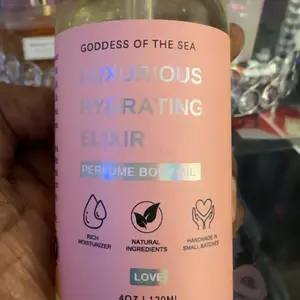 GODDESS OF THE SEA
LUXURIOUS
HYDRATING
ELIXIR
PERFUME BODY OIL
RICH
MOISTURIZER
NATURAL
INGREDIENTS
HANDMADE IN
SMALL BATCHES
LOVE
4OZ | 120ML